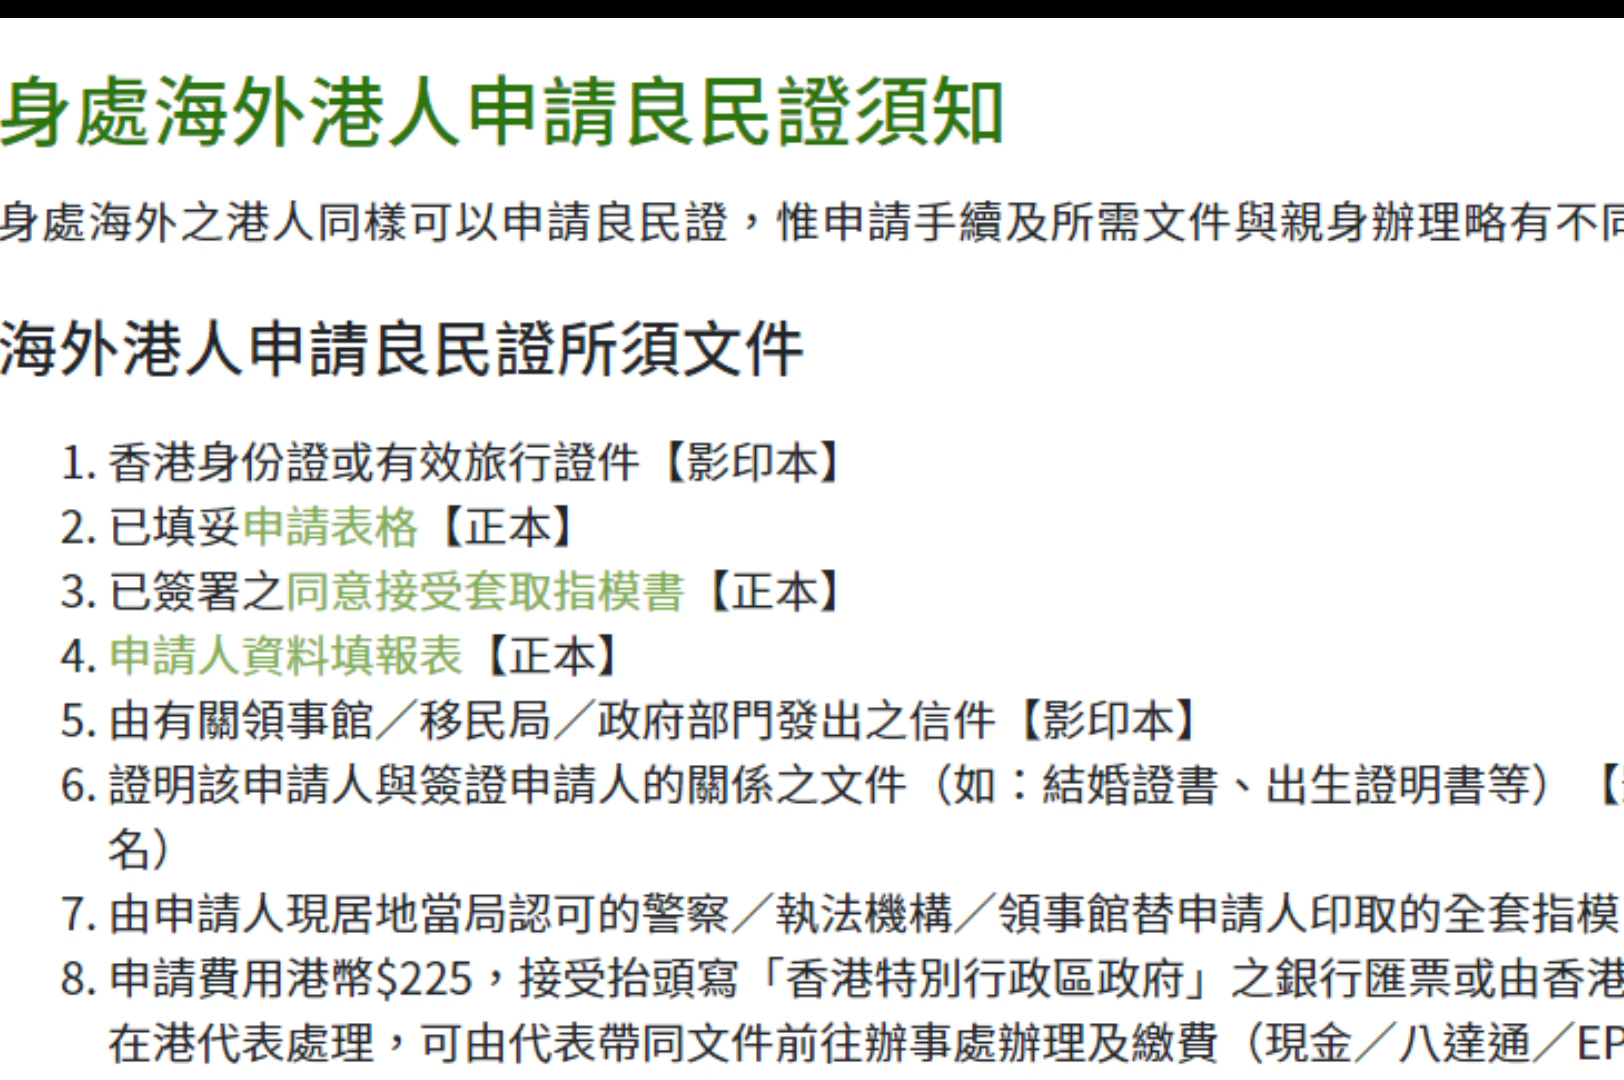 身處海外港人申請良民證須知
身處海外之港人同樣可以申請良民證，惟申請手續及所需文件與親身辦理略有不同
海外港人申請良民證所須文件
1. 香港身份證或有效旅行證件【影印本】
2. 已填妥申請表格【正本】
3. 已簽署之同意接受套取指模書【正本】
4. 申請人資料填報表【正本】
5. 由有關領事館／移民局／政府部門發出之信件【影印本】
6. 證明該申請人與簽證申請人的關係之文件（如：結婚證書、出生證明書等）【
名）
7. 由申請人現居地當局認可的警察／執法機構／領事館替申請人印取的全套指模
8. 申請費用港幣$225，接受抬頭寫「香港特別行政區政府」之銀行匯票或由香港
在港代表處理，可由代表帶同文件前往辦事處辦理及繳費（現金／八達通／EP